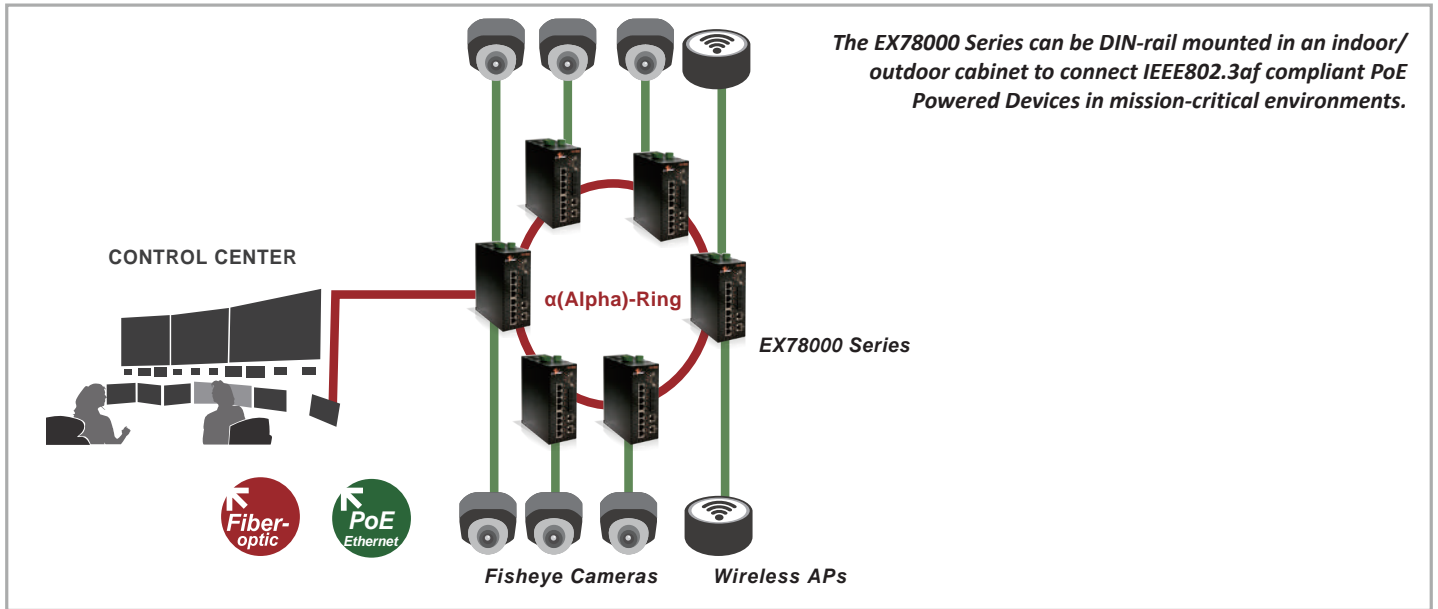 The EX78000 Series can be DIN-rail mounted in an indoor/
outdoor cabinet to connect IEEE802.3af compliant PoE
Powered Devices in mission-critical environments.
CONTROL CENTER
α(Alpha)-Ring
EX78000 Series
Fiber-
optic
PoE
Ethernet
Fisheye Cameras
Wireless APs